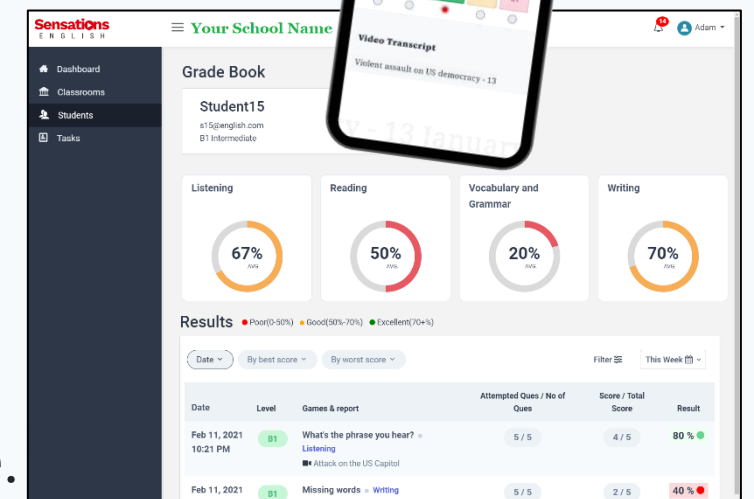 Sensations
ENGLISH
Your School Name
14
Adam
Dashboard
Classrooms
Students
Tasks
Grade Book
Student15
s15@english.com
B1 Intermediate
Video Transcript
Violent assault on US democracy - 13
y - 13 January
Listening
67%
AVG.
Reading
50%
AVG.
Vocabulary and
Grammar
20%
AVG.
Writing
70%
AVG.
Results Poor(0-50%) Good(50%-70%) Excellent(70+%)
Date By best score By worst score Filter This Week
Date Level Games & report Attempted Ques / No of
Ques Score / Total
Score Result
Feb 11, 2021
10:21 PM
B1
What's the phrase you hear?
Listening
Attack on the US Capitol
5 / 5
4 / 5
80 %
Feb 11, 2021
B1
Missing words Writing
5 / 5
2 / 5
40 %